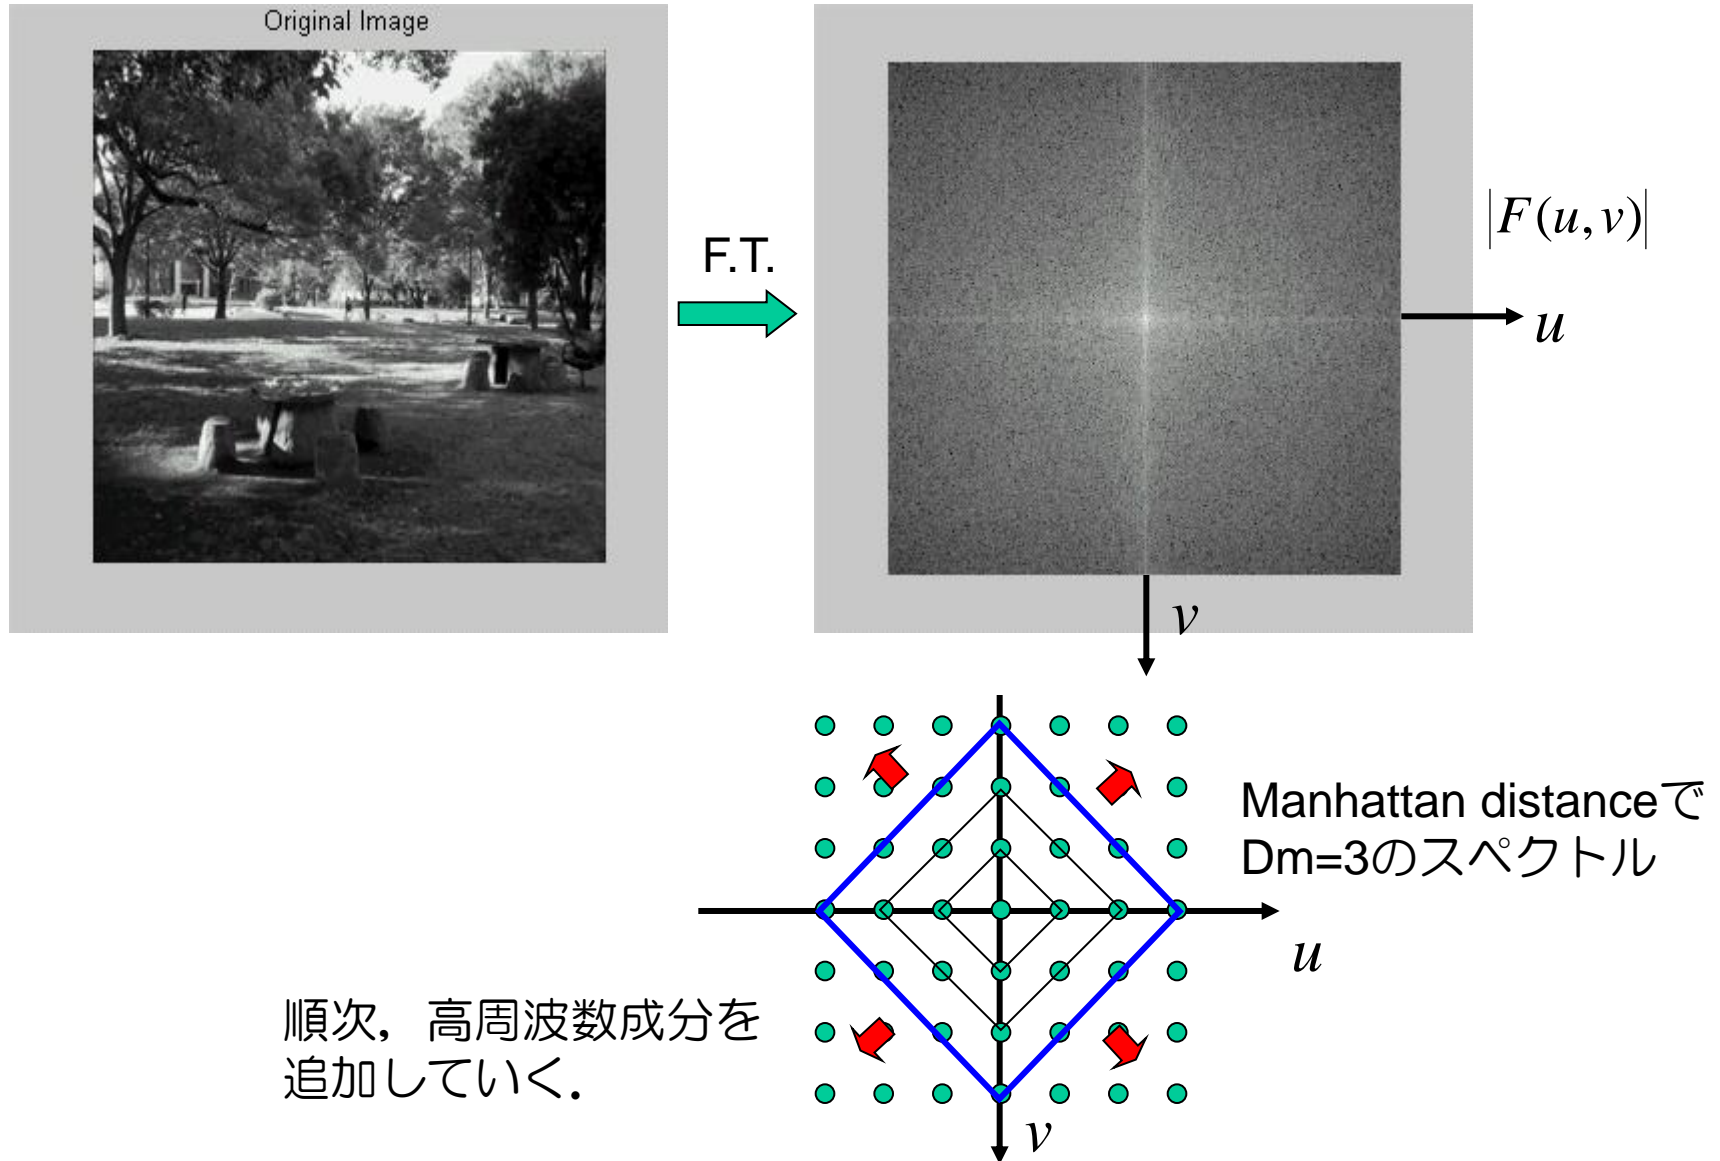 Original Image
F.T.
|F(u,v)|
u
v
Manhattan distanceで
Dm=3のスペクトル
u
順次，高周波数成分を
追加していく．
v